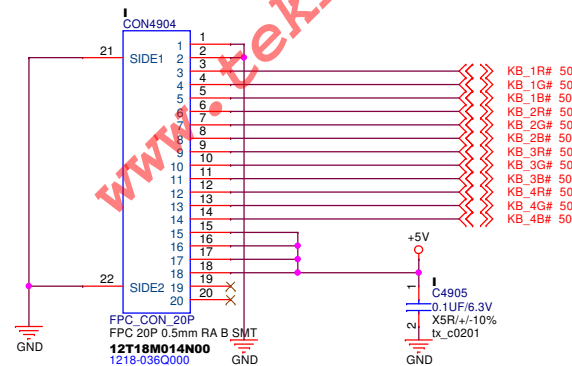 I
CON4904
21
SIDE1
22
SIDE2
1
2
3
4
5
6
7
8
9
10
11
12
13
14
15
16
17
18
19
20
1
2
3
4
5
6
7
8
9
10
11
12
13
14
15
16
17
18
19
20
KB_1R# 50
KB_1G# 50
KB_1B# 50
KB_2R# 50
KB_2G# 50
KB_2B# 50
KB_3R# 50
KB_3G# 50
KB_3B# 50
KB_4R# 50
KB_4G# 50
KB_4B# 50
+5V
1
2
I
C4905
0.1UF/6.3V
X5R/+/-10%
tx_c0201
GND
FPC_CON_20P
FPC 20P 0.5mm RA B SMT
12T18M014N00
1218-036Q000
GND
GND
www.tek